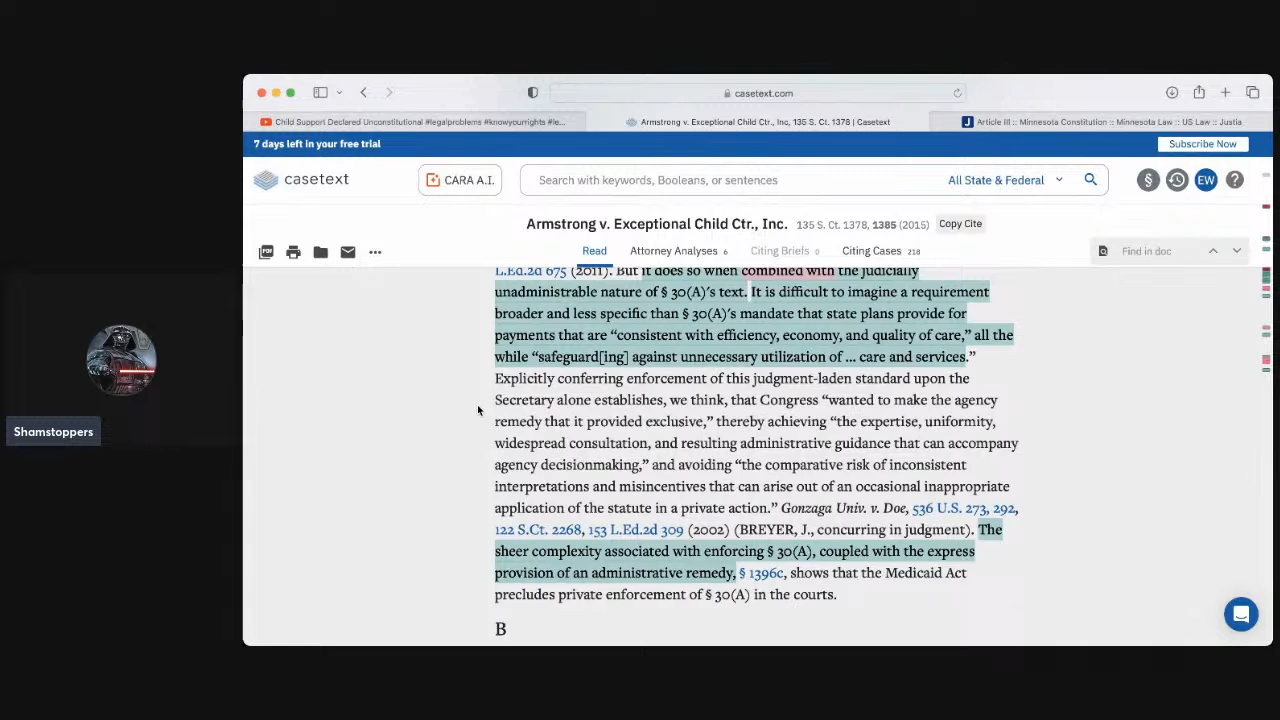 casetext.com
Child Support Declared Unconstitutional #legalproblems #knowyourrights #le...
Armstrong v. Exceptional Child Ctr., Inc, 135 S. Ct. 1378 | Casetext
J Article III :: Minnesota Constitution :: Minnesota Law :: US Law :: Justia
7 days left in your free trial
Subscribe Now
casetext
CARA A.I.
Search with keywords, Booleans, or sentences
All State & Federal
§
EW
?
Armstrong v. Exceptional Child Ctr., Inc. 135 S. Ct. 1378, 1385 (2015)
Copy Cite
PDF
Read
Attorney Analyses 6
Citing Briefs 0
Citing Cases 218
Find in doc
L.Ed.2d 675 (2011). But it does so when combined with the judicially
unadministrable nature of § 30(A)'s text. It is difficult to imagine a requirement
broader and less specific than § 30(A)'s mandate that state plans provide for
payments that are “consistent with efficiency, economy, and quality of care,” all the
while “safeguard[ing] against unnecessary utilization of ... care and services.”
Explicitly conferring enforcement of this judgment-laden standard upon the
Secretary alone establishes, we think, that Congress “wanted to make the agency
remedy that it provided exclusive,” thereby achieving “the expertise, uniformity,
widespread consultation, and resulting administrative guidance that can accompany
agency decisionmaking,” and avoiding “the comparative risk of inconsistent
interpretations and misincentives that can arise out of an occasional inappropriate
application of the statute in a private action.” Gonzaga Univ. v. Doe, 536 U.S. 273, 292,
122 S.Ct. 2268, 153 L.Ed.2d 309 (2002) (BREYER, J., concurring in judgment). The
sheer complexity associated with enforcing § 30(A), coupled with the express
provision of an administrative remedy, § 1396c, shows that the Medicaid Act
precludes private enforcement of § 30(A) in the courts.
B
Shamstoppers